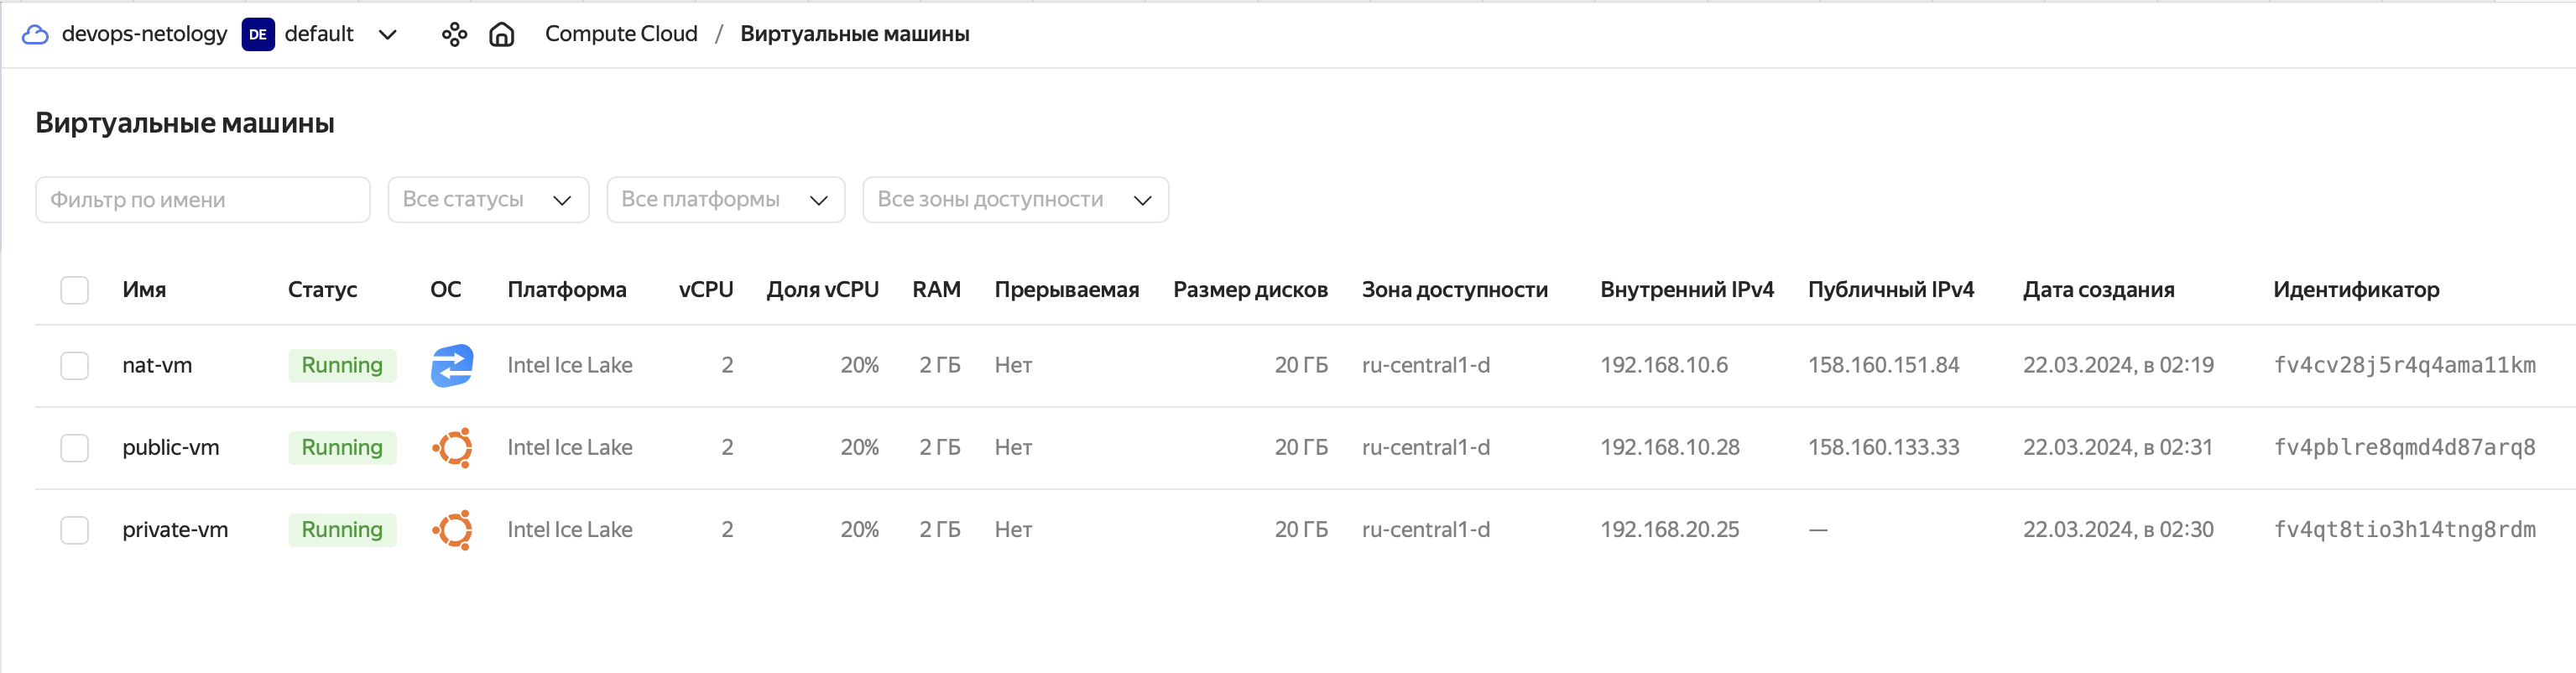 devops-netology DE default Compute Cloud / Виртуальные машины
Виртуальные машины
Фильтр по имени Все статусы Все платформы Все зоны доступности
Имя Статус ОС Платформа vCPU Доля vCPU RAM Прерываемая Размер дисков Зона доступности Внутренний IPv4 Публичный IPv4 Дата создания Идентификатор
nat-vm Running Intel Ice Lake 2 20% 2 ГБ Нет 20 ГБ ru-central1-d 192.168.10.6 158.160.151.84 22.03.2024, в 02:19 fv4cv28j5r4q4ama11km
public-vm Running Intel Ice Lake 2 20% 2 ГБ Нет 20 ГБ ru-central1-d 192.168.10.28 158.160.133.33 22.03.2024, в 02:31 fv4pblre8qmd4d87arq8
private-vm Running Intel Ice Lake 2 20% 2 ГБ Нет 20 ГБ ru-central1-d 192.168.20.25 — 22.03.2024, в 02:30 fv4qt8tio3h14tng8rdm